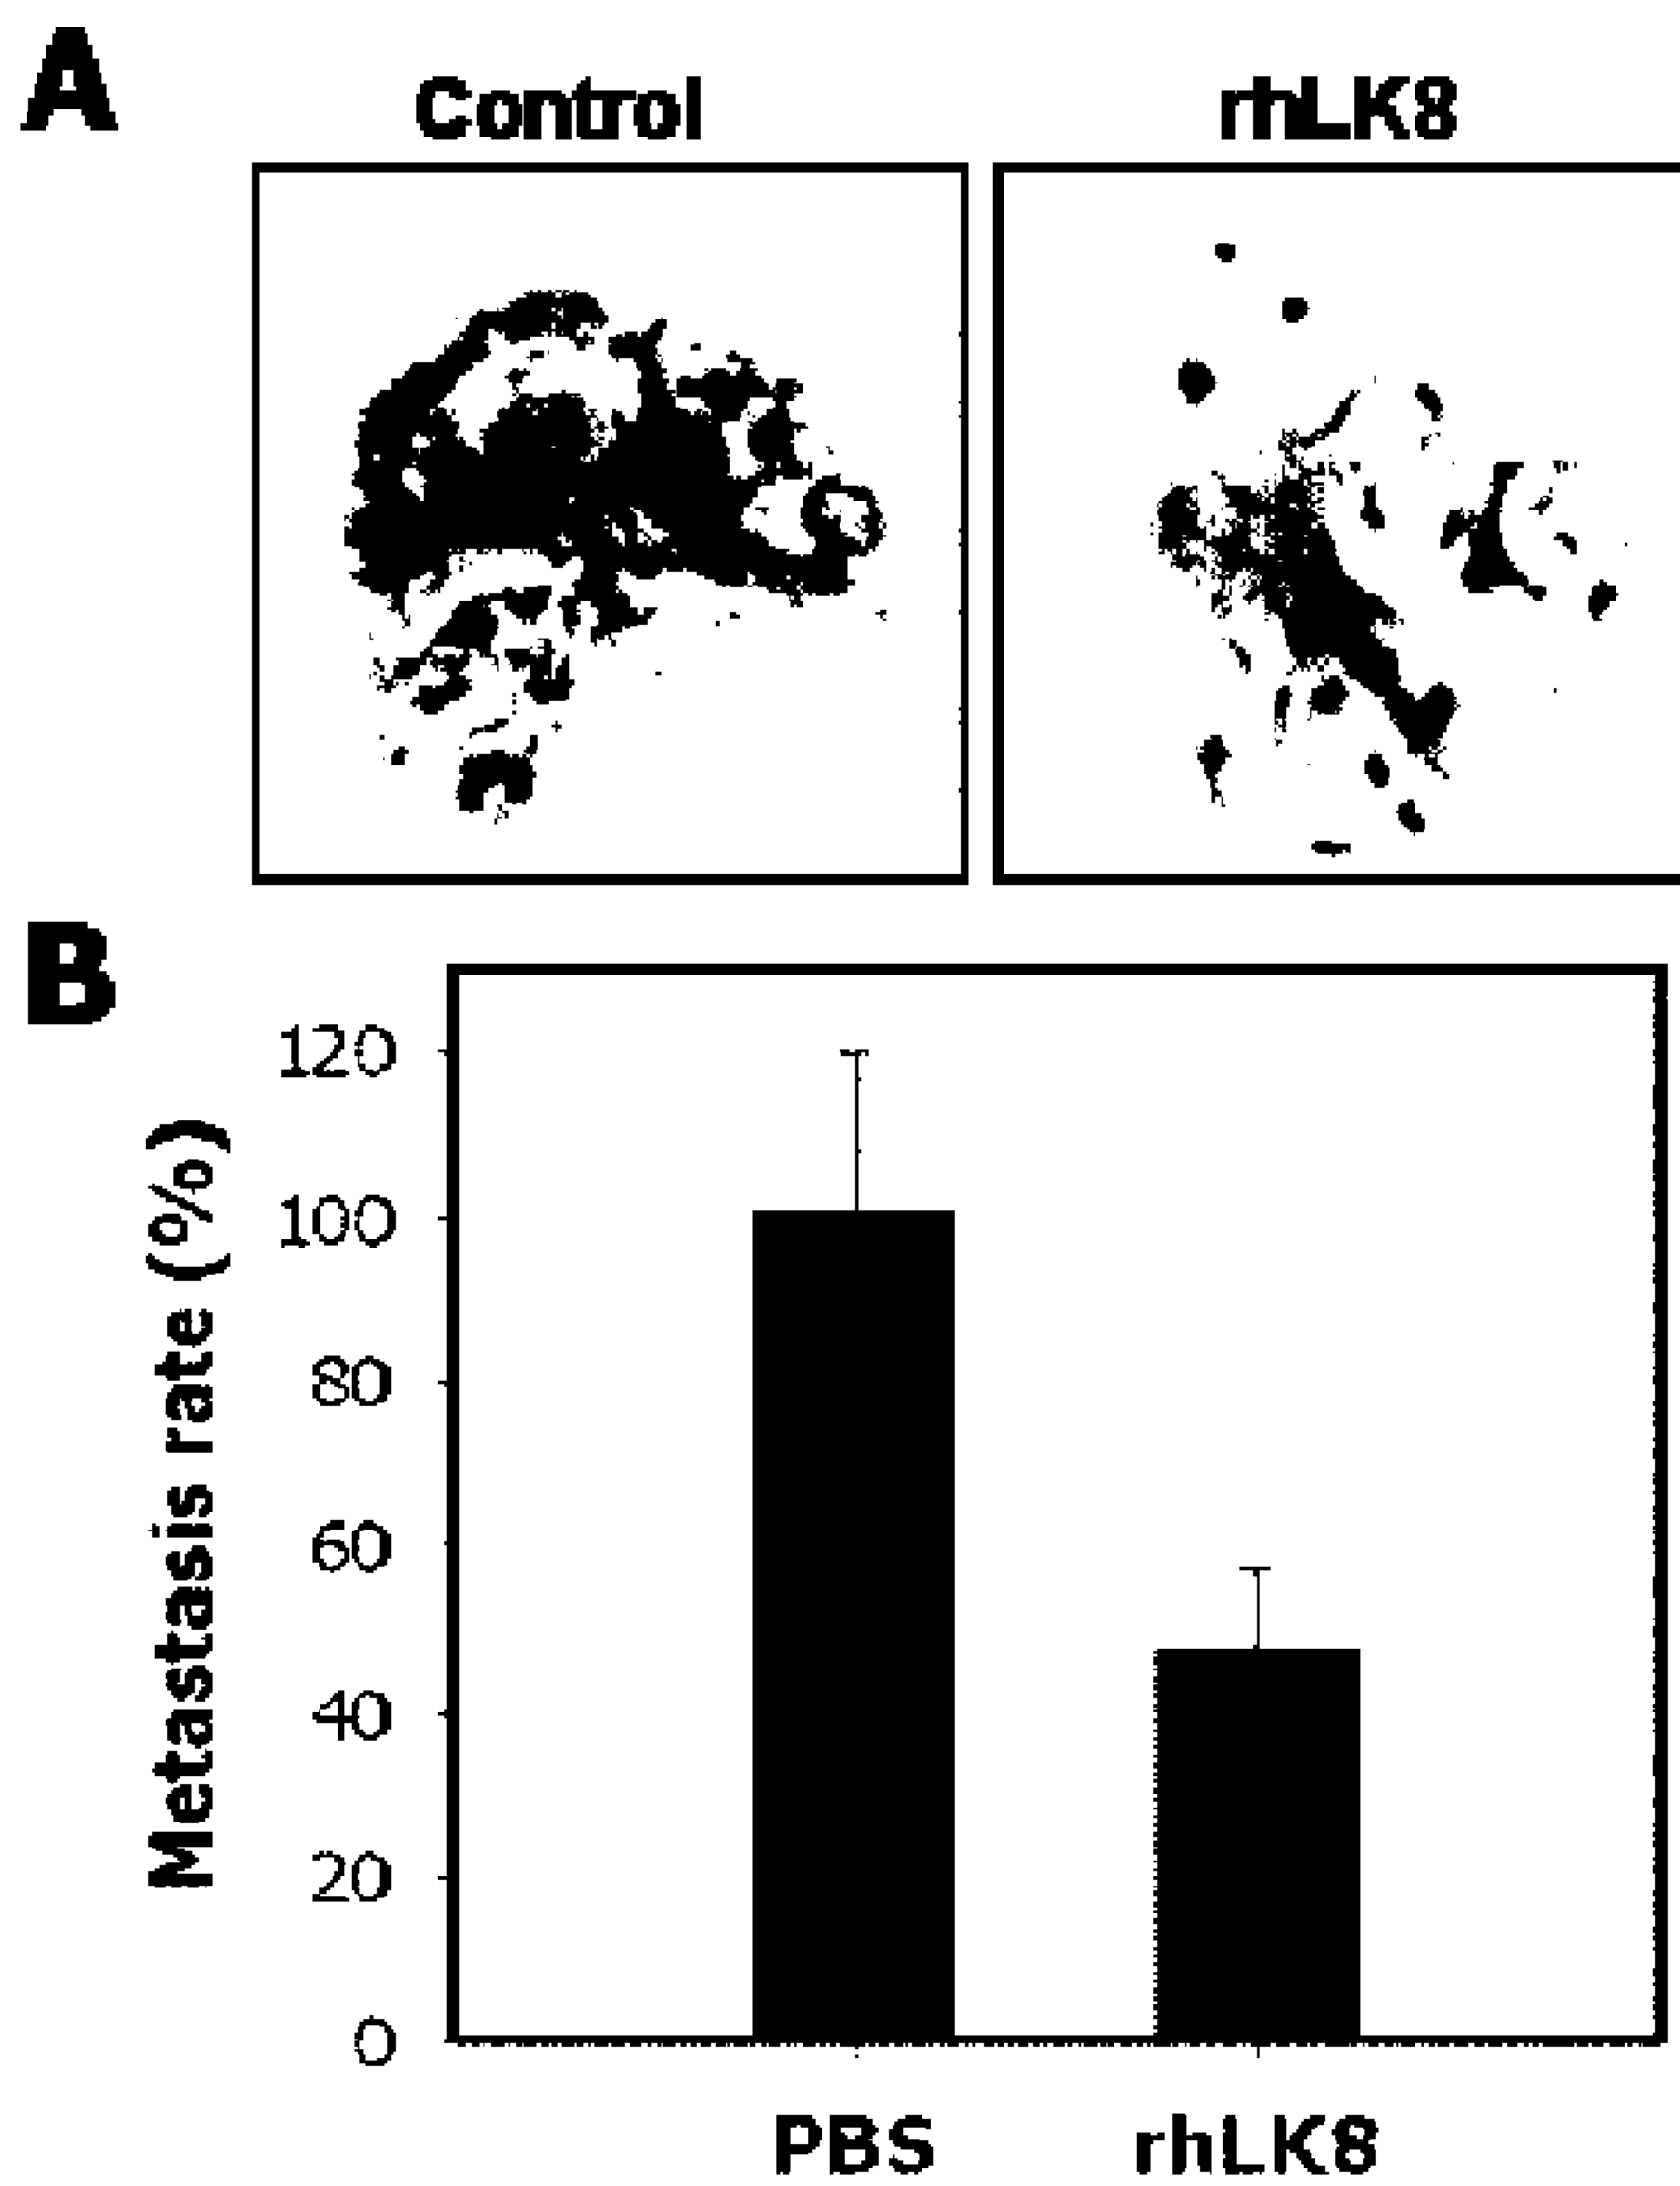 A
Control
rhLK8
B
Metastasis rate (%)
120
100
80
60
40
20
0
PBS
rhLK8